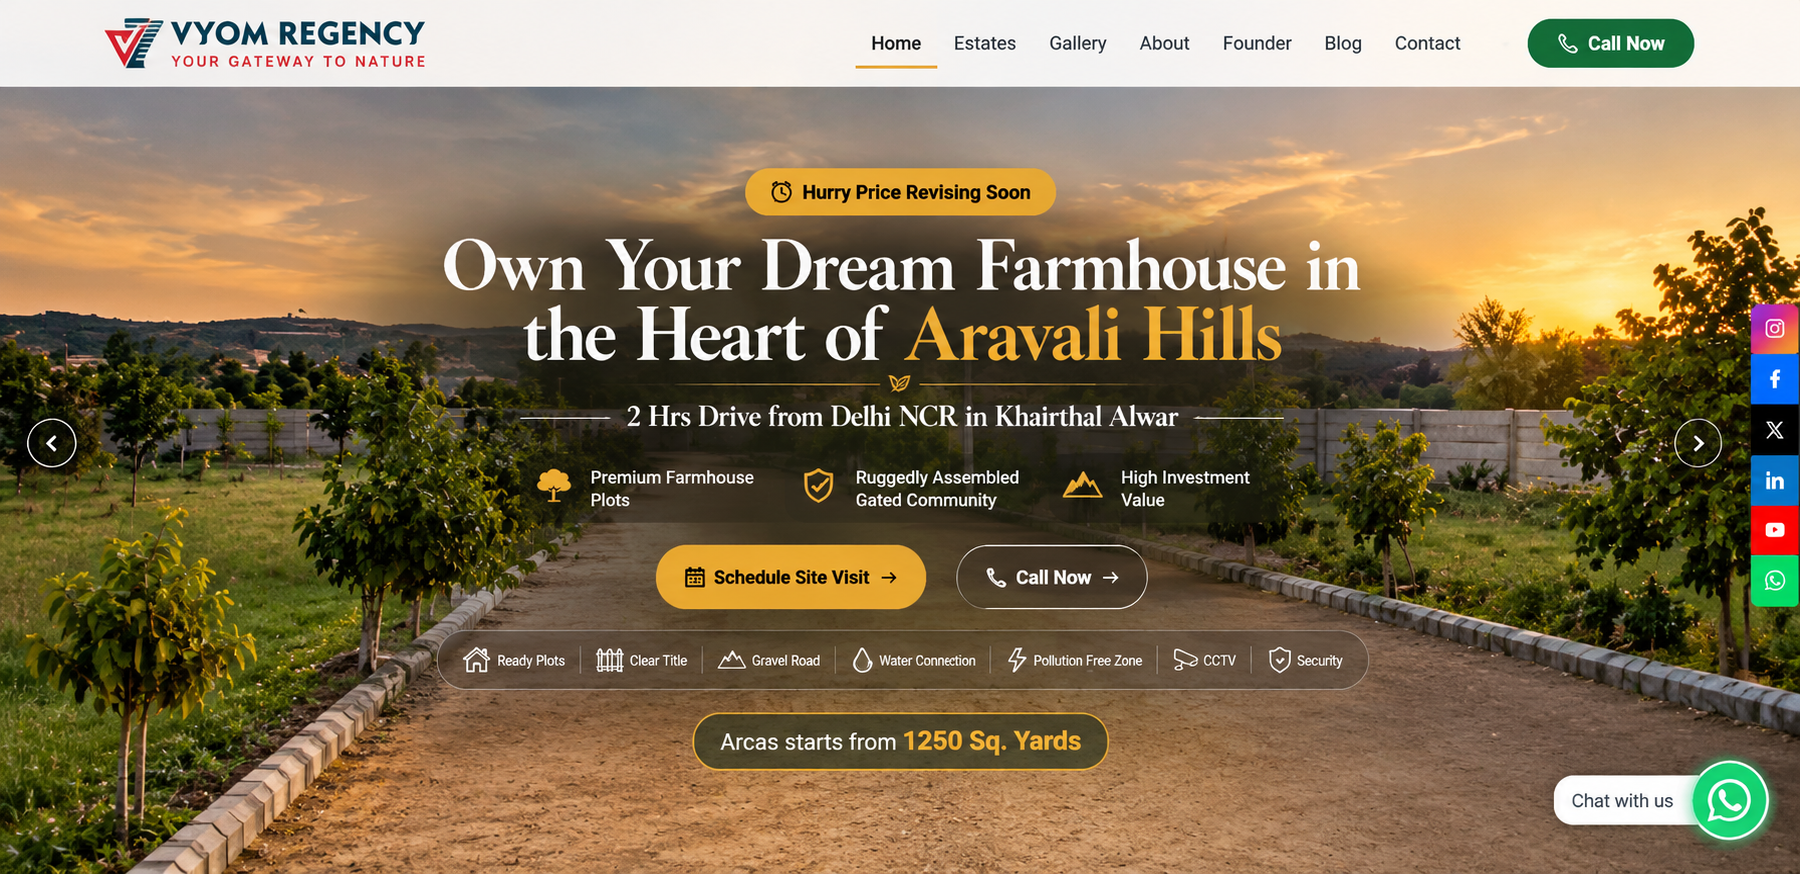 VYOM REGENCY
YOUR GATEWAY TO NATURE
Home
Estates
Gallery
About
Founder
Blog
Contact
Call Now
Hurry Price Revising Soon
Own Your Dream Farmhouse in
the Heart of Aravali Hills
2 Hrs Drive from Delhi NCR in Khairthal Alwar
Premium Farmhouse
Plots
Ruggedly Assembled
Gated Community
High Investment
Value
Schedule Site Visit
Call Now
Ready Plots
Clear Title
Gravel Road
Water Connection
Pollution Free Zone
CCTV
Security
Arcas starts from 1250 Sq. Yards
Chat with us